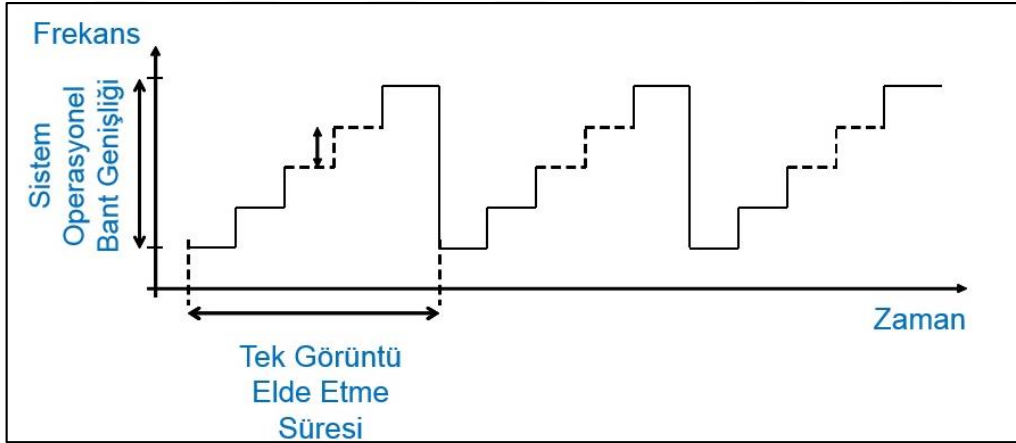 Frekans
Sistem
Operasyonel
Bant Genişliği
Zaman
Tek Görüntü
Elde Etme
Süresi